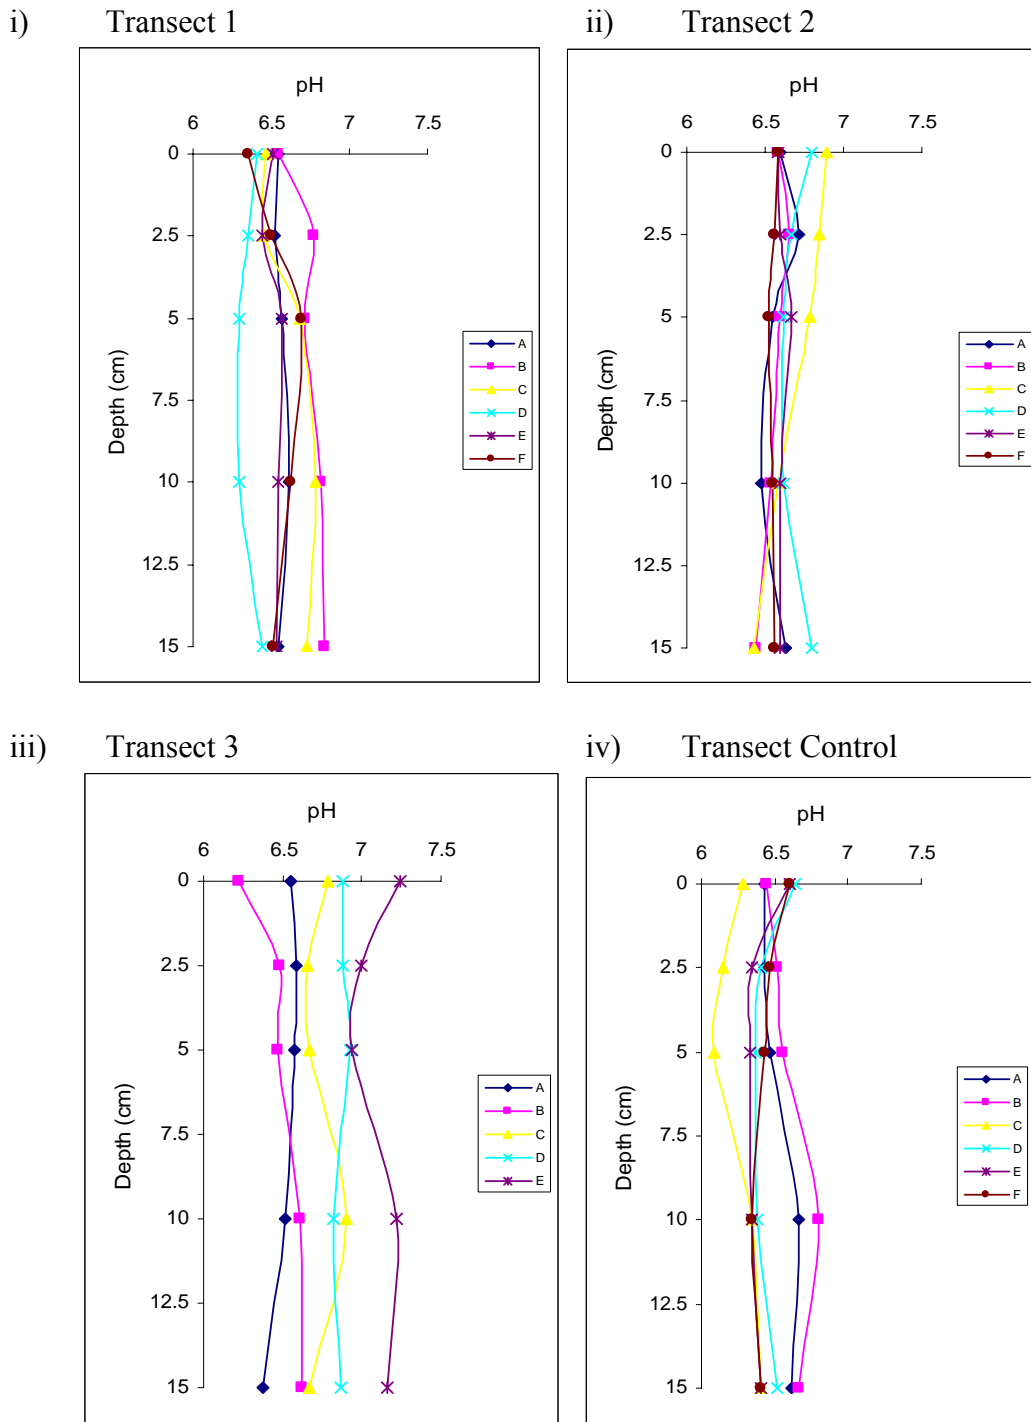 i) Transect 1
pH
6 6.5 7 7.5
0
2.5
5
7.5
10
12.5
15
Depth (cm)
A
B
C
D
E
F
ii) Transect 2
pH
6 6.5 7 7.5
0
2.5
5
7.5
10
12.5
15
Depth (cm)
A
B
C
D
E
F
iii) Transect 3
pH
6 6.5 7 7.5
0
2.5
5
7.5
10
12.5
15
Depth (cm)
A
B
C
D
E
iv) Transect Control
pH
6 6.5 7 7.5
0
2.5
5
7.5
10
12.5
15
Depth (cm)
A
B
C
D
E
F